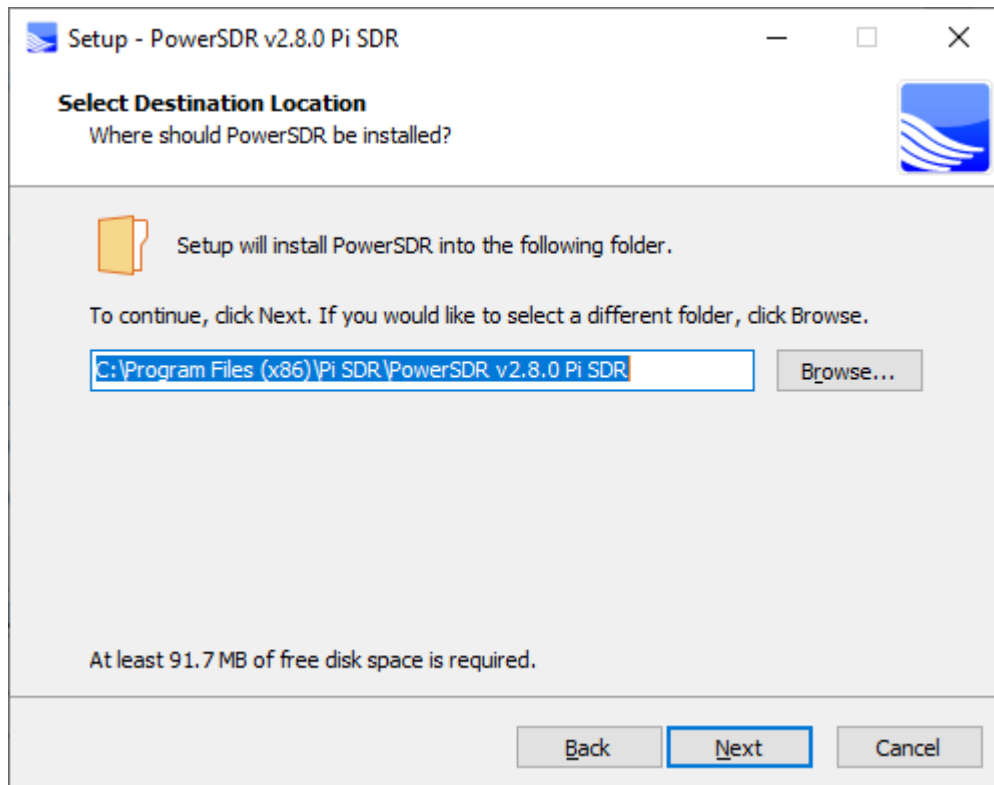 Setup - PowerSDR v2.8.0 Pi SDR
Select Destination Location
Where should PowerSDR be installed?
Setup will install PowerSDR into the following folder.
To continue, click Next. If you would like to select a different folder, click Browse.
C:\Program Files (x86)\Pi SDR\PowerSDR v2.8.0 Pi SDR
Browse...
At least 91.7 MB of free disk space is required.
Back Next Cancel